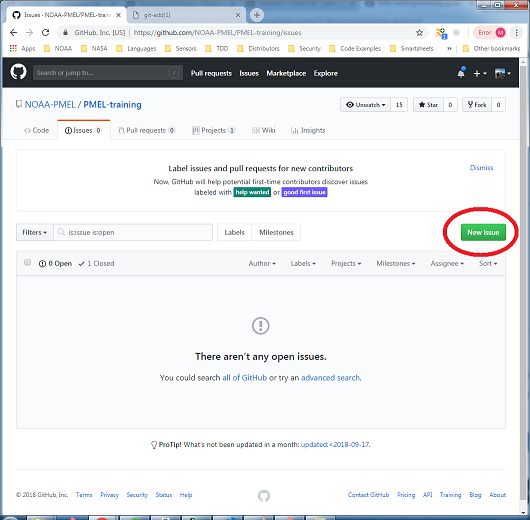 Issues · NOAA-PMEL/PMEL-train
git-add(1)
GitHub, Inc. [US] | https://github.com/NOAA-PMEL/PMEL-training/issues
Error M
Apps NOAA NASA Languages Sensors TDD Distributors Security Code Examples Smartsheets » Other bookmarks
Search or jump to... /
Pull requests Issues Marketplace Explore
NOAA-PMEL / PMEL-training
Unwatch 15 Star 0 Fork 0
Code Issues 0 Pull requests 0 Projects 1 Wiki Insights
Label issues and pull requests for new contributors
Dismiss
Now, GitHub will help potential first-time contributors discover issues
labeled with help wanted or good first issue
Filters is:issue is:open Labels Milestones New issue
0 Open 1 Closed Author Labels Projects Milestones Assignee Sort
There aren't any open issues.
You could search all of GitHub or try an advanced search.
ProTip! What's not been updated in a month: updated:<2018-09-17.
© 2018 GitHub, Inc. Terms Privacy Security Status Help Contact GitHub Pricing API Training Blog About